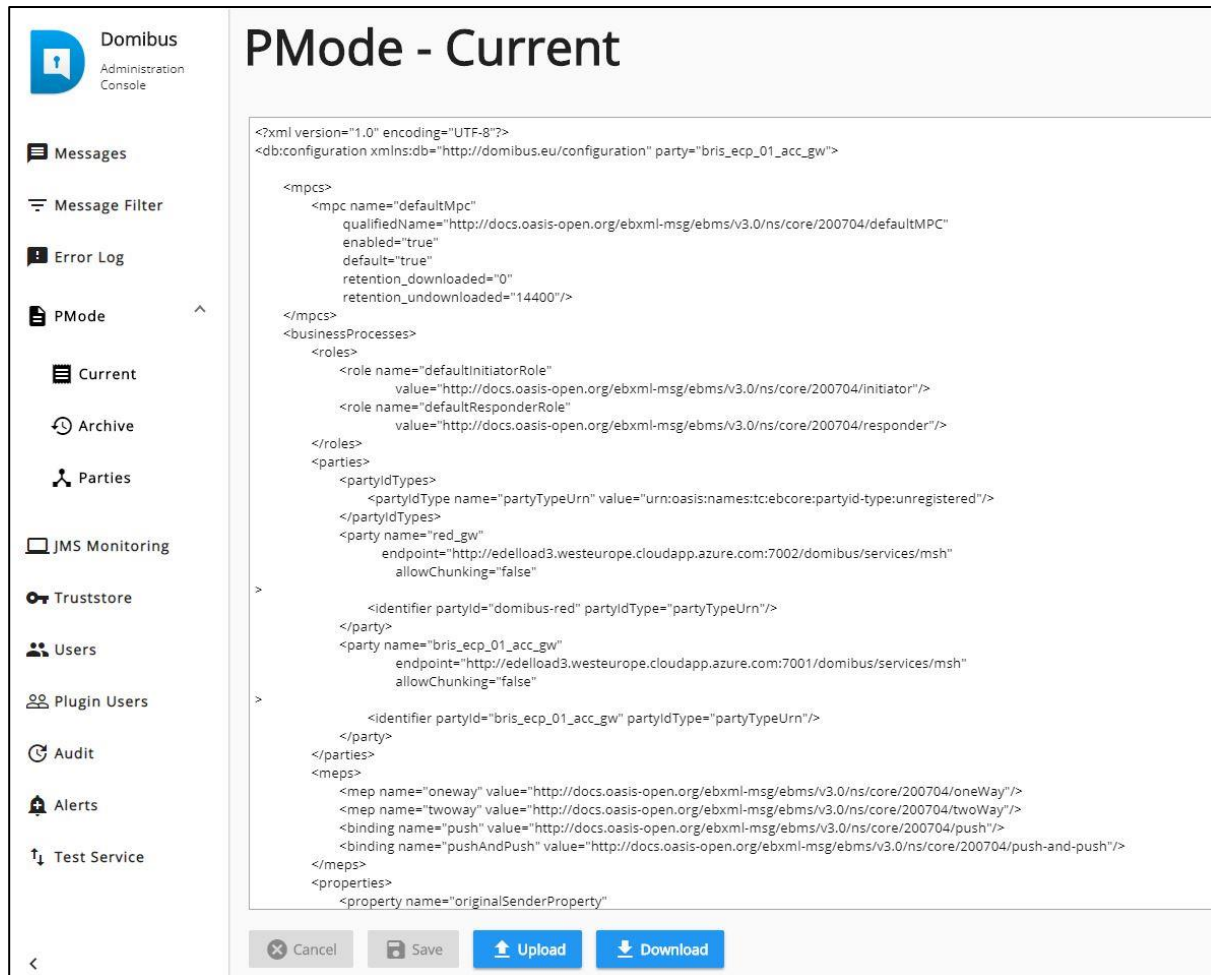 Domibus
Administration
Console
Messages
Message Filter
Error Log
PMode
Current
Archive
Parties
JMS Monitoring
Truststore
Users
Plugin Users
Audit
Alerts
Test Service
PMode - Current
<?xml version="1.0" encoding="UTF-8"?>
<db:configuration xmlns:db="http://domibus.eu/configuration" party="bris_ecp_01_acc_gw">
<mpcs>
<mpc name="defaultMpc"
qualifiedName="http://docs.oasis-open.org/ebxml-msg/ebms/v3.0/ns/core/200704/defaultMPC"
enabled="true"
default="true"
retention_downloaded="0"
retention_undownloaded="14400"/>
</mpcs>
<businessProcesses>
<roles>
<role name="defaultInitiatorRole"
value="http://docs.oasis-open.org/ebxml-msg/ebms/v3.0/ns/core/200704/initiator"/>
<role name="defaultResponderRole"
value="http://docs.oasis-open.org/ebxml-msg/ebms/v3.0/ns/core/200704/responder"/>
</roles>
<parties>
<partyIdTypes>
<partyIdType name="partyTypeUrn" value="urn:oasis:names:tc:ebcore:partyid-type:unregistered"/>
</partyIdTypes>
<party name="red_gw"
endpoint="http://edelload3.westeurope.cloudapp.azure.com:7002/domibus/services/msh"
allowChunking="false"
>
<identifier partyId="domibus-red" partyIdType="partyTypeUrn"/>
</party>
<party name="bris_ecp_01_acc_gw"
endpoint="http://edelload3.westeurope.cloudapp.azure.com:7001/domibus/services/msh"
allowChunking="false"
>
<identifier partyId="bris_ecp_01_acc_gw" partyIdType="partyTypeUrn"/>
</party>
</parties>
<meps>
<mep name="oneway" value="http://docs.oasis-open.org/ebxml-msg/ebms/v3.0/ns/core/200704/oneWay"/>
<mep name="twoway" value="http://docs.oasis-open.org/ebxml-msg/ebms/v3.0/ns/core/200704/twoWay"/>
<binding name="push" value="http://docs.oasis-open.org/ebxml-msg/ebms/v3.0/ns/core/200704/push"/>
<binding name="pushAndPush" value="http://docs.oasis-open.org/ebxml-msg/ebms/v3.0/ns/core/200704/push-and-push"/>
</meps>
<properties>
<property name="originalSenderProperty"
Cancel
Save
Upload
Download